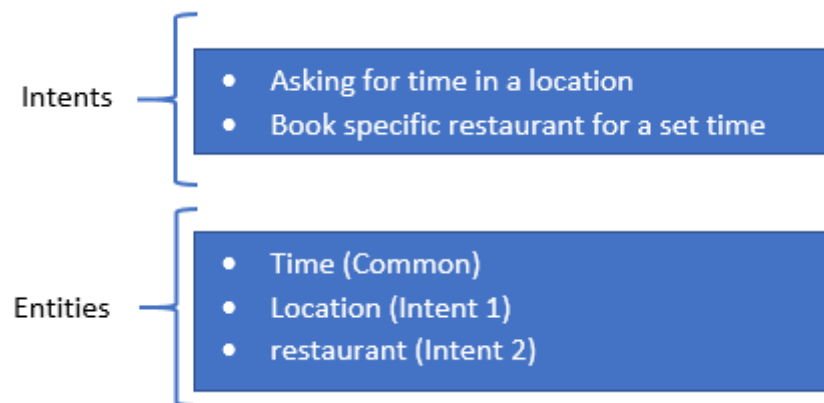 Intents
• Asking for time in a location
• Book specific restaurant for a set time
Entities
• Time (Common)
• Location (Intent 1)
• restaurant (Intent 2)